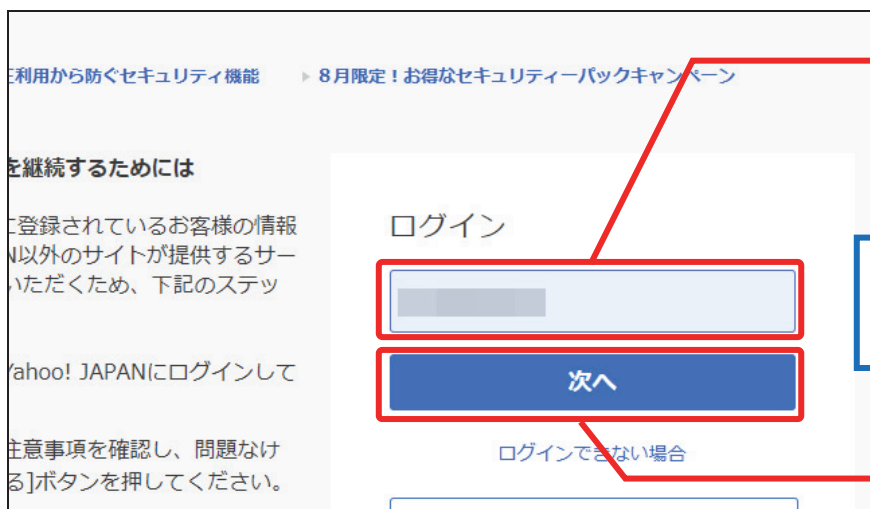 利用から防ぐセキュリティ機能
8月限定！お得なセキュリティーパックキャンペーン
を継続するためには
に登録されているお客様の情報
N以外のサイトが提供するサー
いただくため、下記のステッ
Yahoo! JAPANにログインして
注意事項を確認し、問題なけ
る]ボタンを押してください。
ログイン
次へ
ログインできない場合